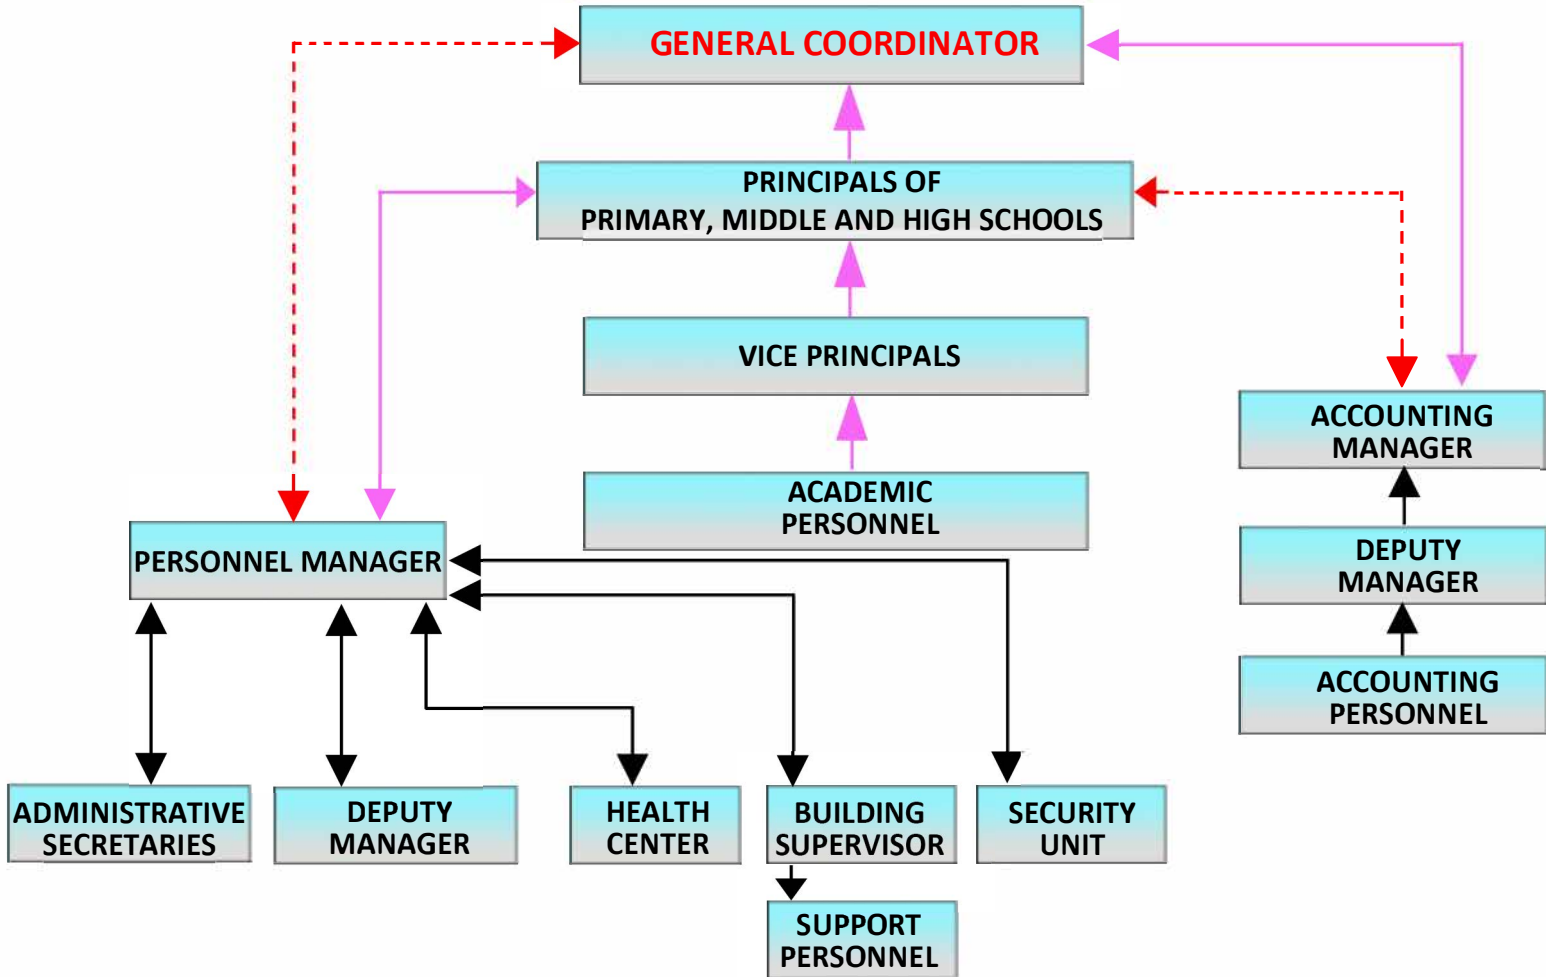 GENERAL COORDINATOR
PRINCIPALS OF
PRIMARY, MIDDLE AND HIGH SCHOOLS
VICE PRINCIPALS
ACCOUNTING
MANAGER
ACADEMIC
PERSONNEL
PERSONNEL MANAGER
DEPUTY
MANAGER
ACCOUNTING
PERSONNEL
ADMINISTRATIVE
SECRETARIES
DEPUTY
MANAGER
HEALTH
CENTER
BUILDING
SUPERVISOR
SECURITY
UNIT
SUPPORT
PERSONNEL